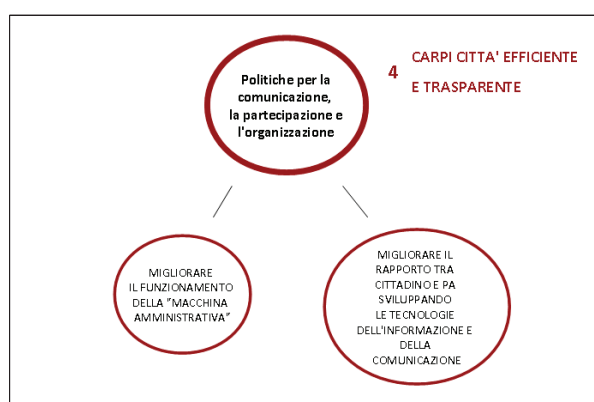 Politiche per la
comunicazione,
la partecipazione e
l'organizzazione
4
CARPI CITTA' EFFICIENTE
E TRASPARENTE
MIGLIORARE
IL FUNZIONAMENTO
DELLA "MACCHINA
AMMINISTRATIVA"
MIGLIORARE IL
RAPPORTO TRA
CITTADINO E PA
SVILUPPANDO
LE TECNOLOGIE
DELL'INFORMAZIONE E
DELLA
COMUNICAZIONE